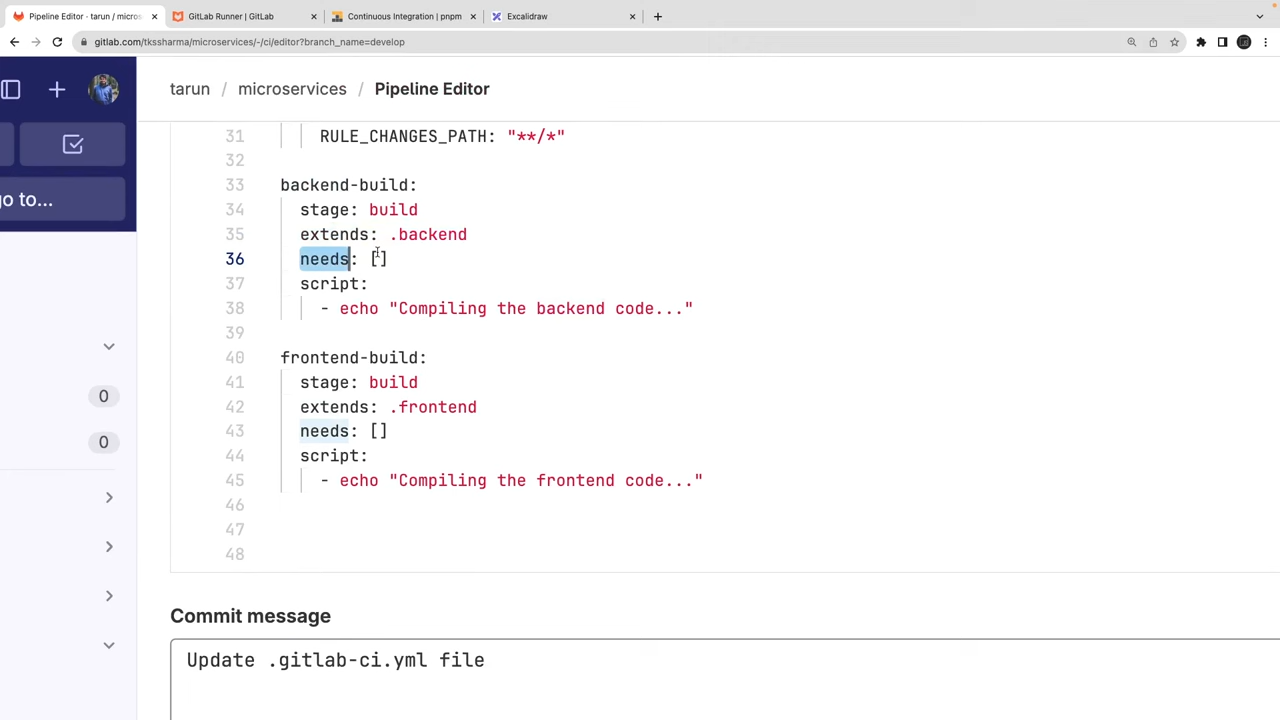 Pipeline Editor · tarun / micros
GitLab Runner | GitLab
Continuous Integration | pnpm
Excalidraw
gitlab.com/tkssharma/microservices/-/ci/editor?branch_name=develop
tarun / microservices / Pipeline Editor
go to...
0
0
31 RULE_CHANGES_PATH: "**/*"
32
33 backend-build:
34 stage: build
35 extends: .backend
36 needs: []
37 script:
38 - echo "Compiling the backend code..."
39
40 frontend-build:
41 stage: build
42 extends: .frontend
43 needs: []
44 script:
45 - echo "Compiling the frontend code..."
46
47
48
Commit message
Update .gitlab-ci.yml file